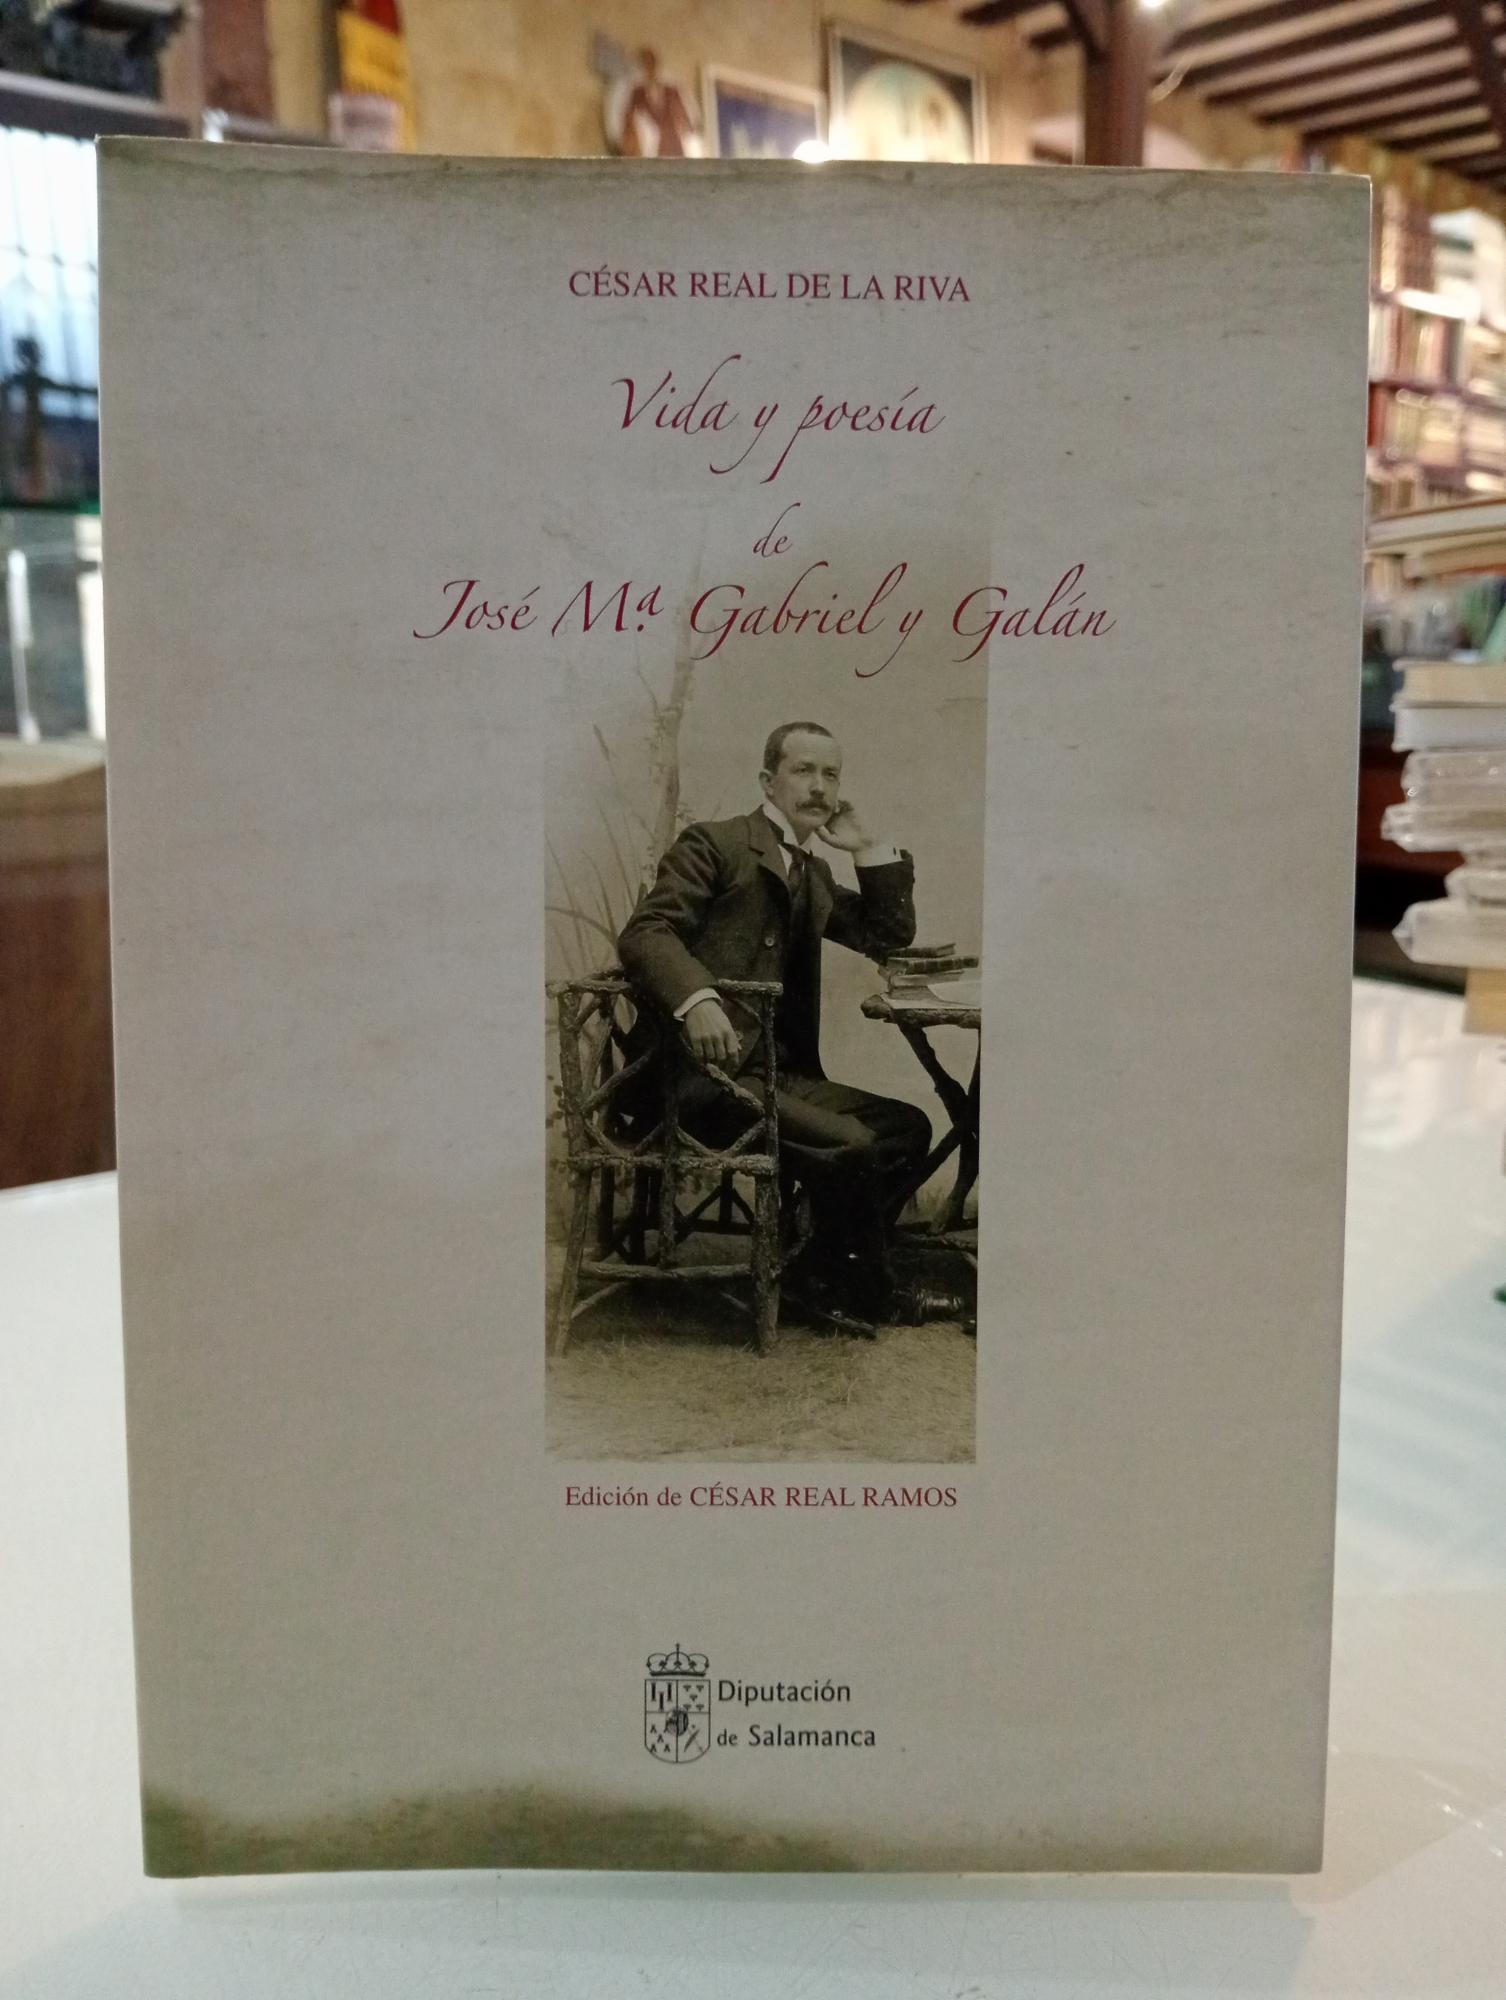 CÉSAR REAL DE LA RIVA
Vida y poesía
de
José Mª. Gabriel y Galán
Edición de CÉSAR REAL RAMOS
Diputación
de Salamanca